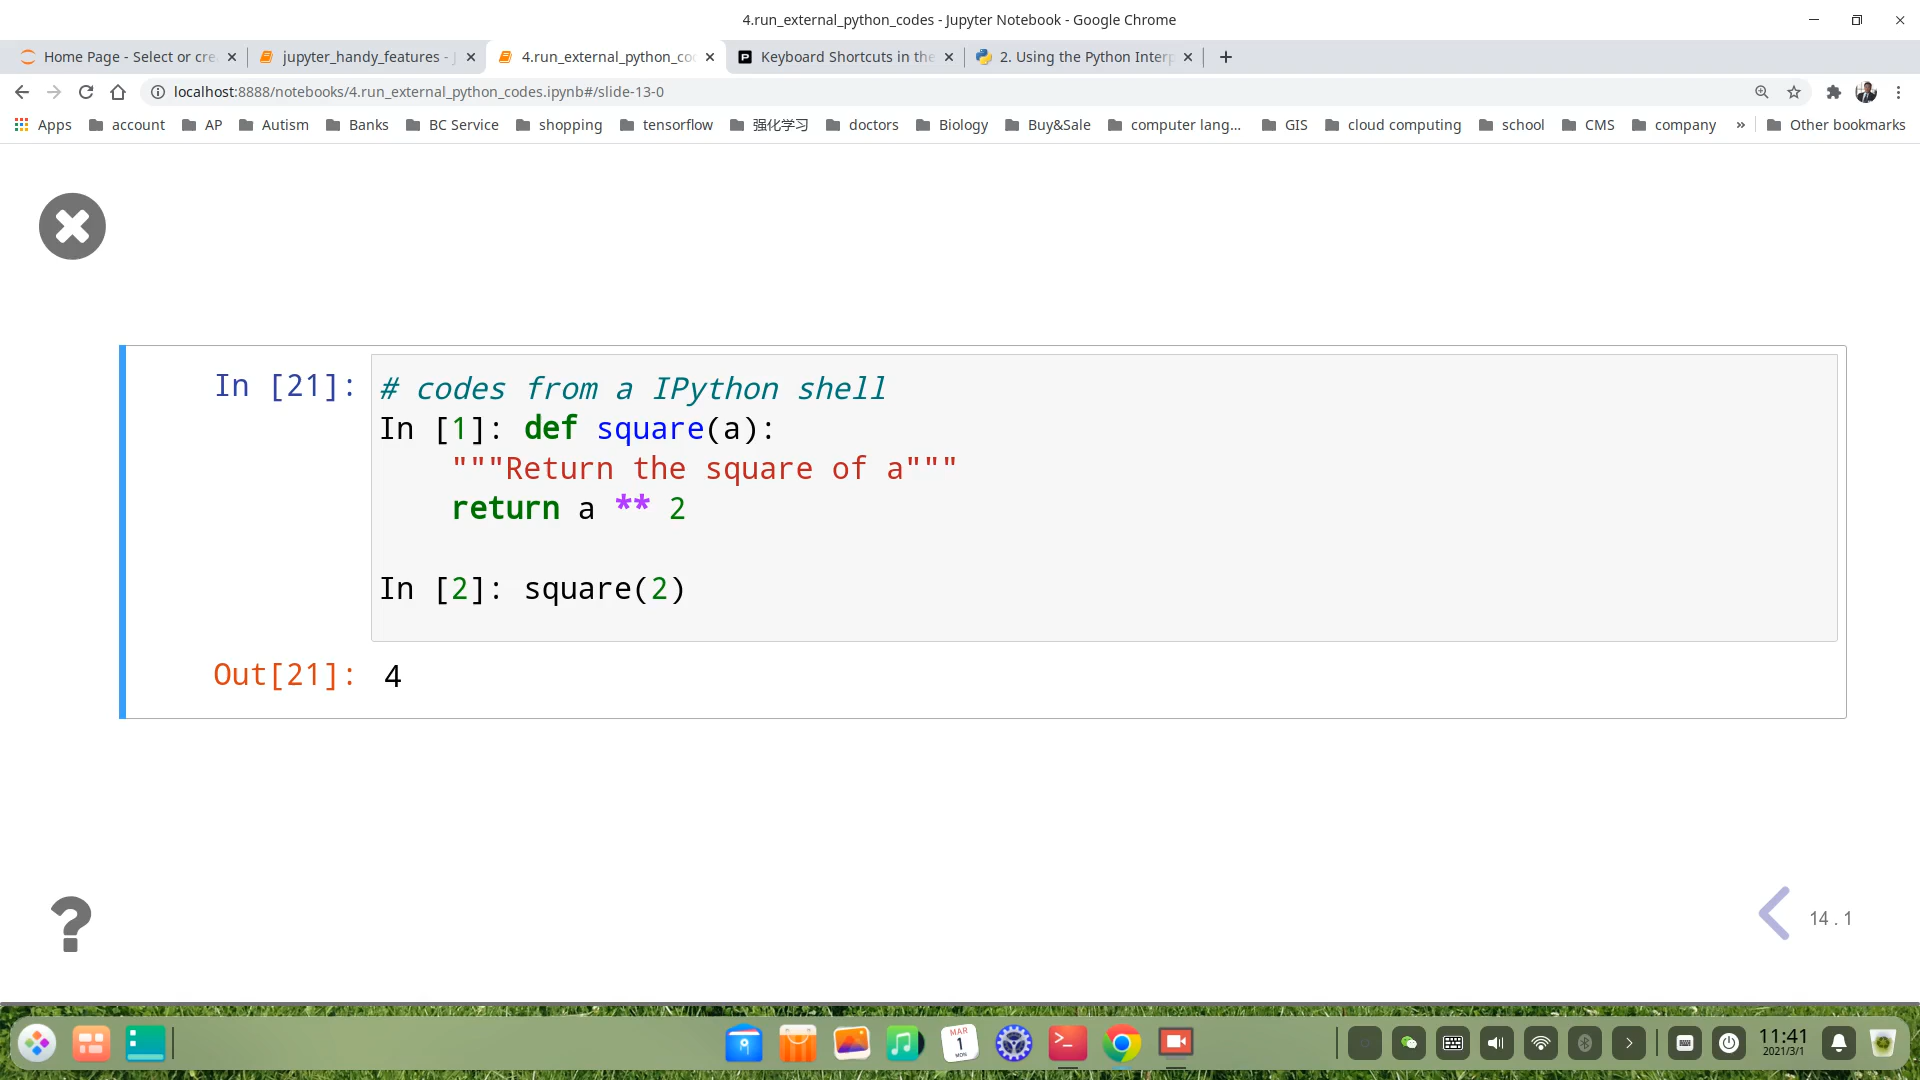 4.run_external_python_codes - Jupyter Notebook - Google Chrome
Home Page - Select or cre
jupyter_handy_features - J
4.run_external_python_co
Keyboard Shortcuts in the
2. Using the Python Interp
localhost:8888/notebooks/4.run_external_python_codes.ipynb#/slide-13-0
Apps account AP Autism Banks BC Service shopping tensorflow 强化学习 doctors Biology Buy&Sale computer lang... GIS cloud computing school CMS company » Other bookmarks
In [21]: # codes from a IPython shell
In [1]: def square(a):
"""Return the square of a"""
return a ** 2
In [2]: square(2)
Out[21]: 4
14 . 1
MAR
1
MON
11:41
2021/3/1